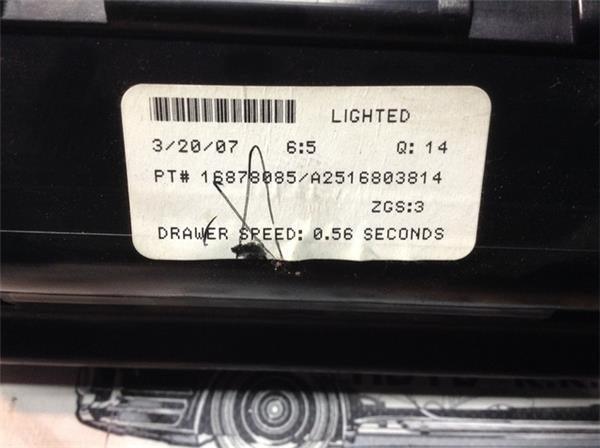 LIGHTED
3/20/07 6:5 Q: 14
PT# 16878085/A2516803814
ZGS:3
DRAWER SPEED: 0.56 SECONDS